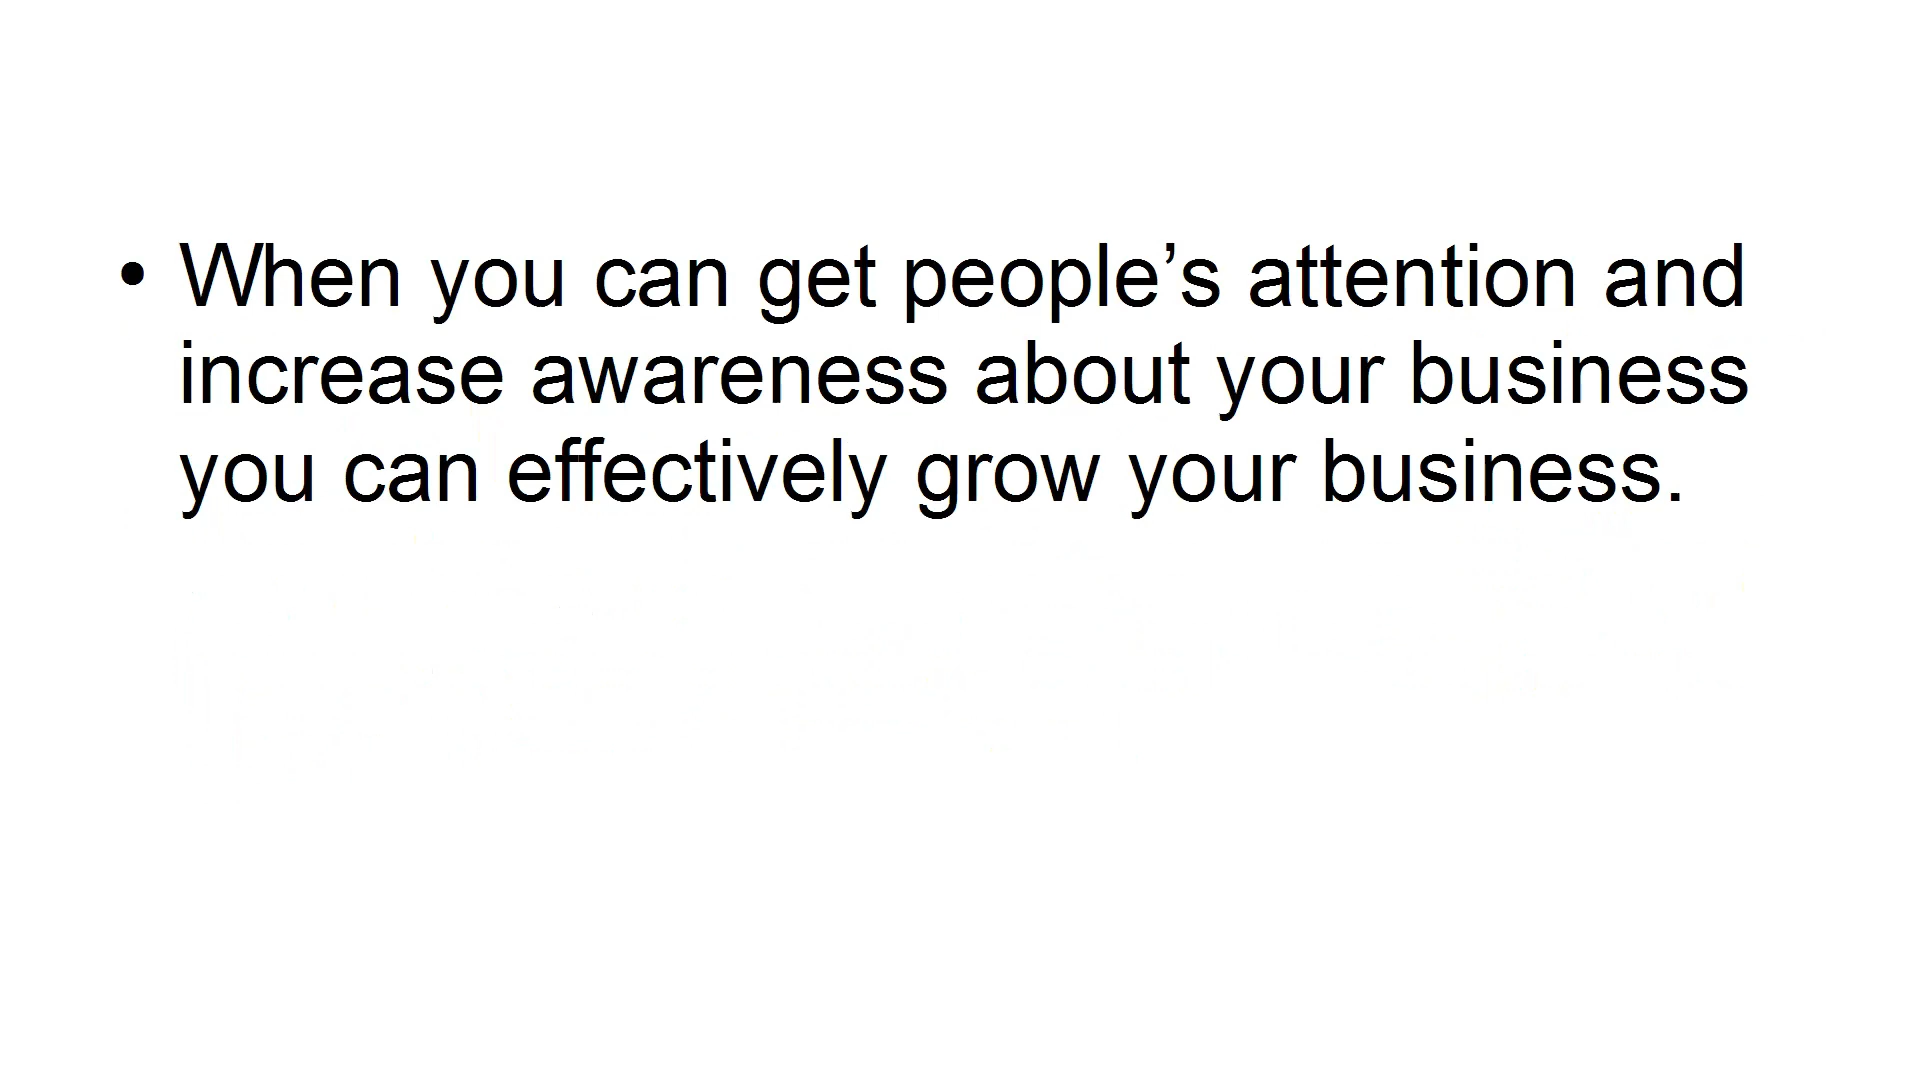 • When you can get people’s attention and
increase awareness about your business
you can effectively grow your business.